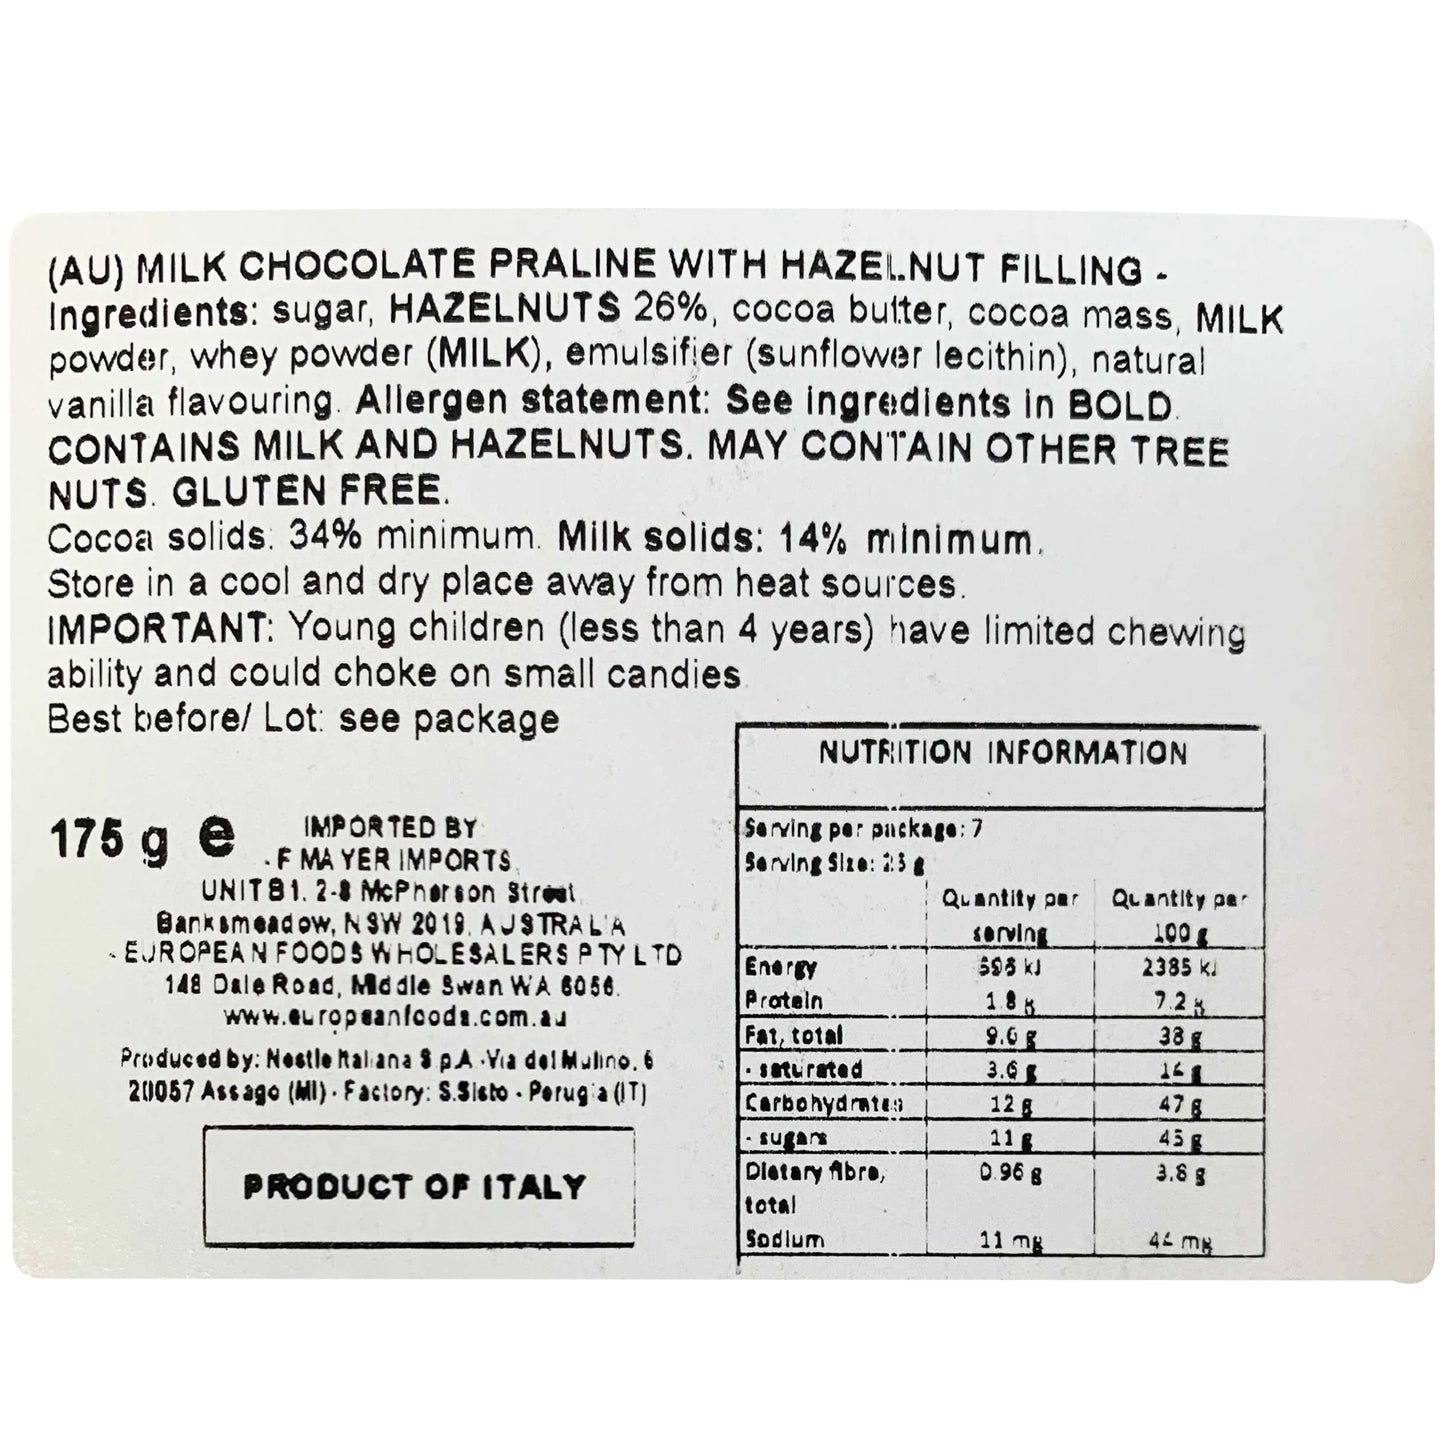 (AU) MILK CHOCOLATE PRALINE WITH HAZELNUT FILLING -
Ingredients: sugar, HAZELNUTS 26%, cocoa butter, cocoa mass, MILK
powder, whey powder (MILK), emulsifier (sunflower lecithin), natural
vanilla flavouring. Allergen statement: See ingredients in BOLD.
CONTAINS MILK AND HAZELNUTS. MAY CONTAIN OTHER TREE
NUTS. GLUTEN FREE.
Cocoa solids: 34% minimum. Milk solids: 14% minimum.
Store in a cool and dry place away from heat sources.
IMPORTANT: Young children (less than 4 years) have limited chewing
ability and could choke on small candies
Best before/ Lot: see package
175 g e
IMPORTED BY
- F MAYER IMPORTS
UNIT B1, 2-8 McPherson Street
Banksmeadow, NSW 2019, AUSTRALIA
- EUROPEAN FOODS WHOLESALERS PTY LTD
148 Dale Road, Middle Swan WA 6056.
www.europeanfoods.com.au
Produced by: Nestle Italiana S.p.A.-Via del Mulino, 6
20057 Assago (MI) - Factory: S.Sisto - Perugia (IT)
PRODUCT OF ITALY
NUTRITION INFORMATION
Serving per package: 7
Serving Size: 25 g
Quantity per serving Quantity per 100 g
Energy 596 kJ 2385 kJ
Protein 1.8 g 7.2 g
Fat, total 9.6 g 38 g
- saturated 3.6 g 14 g
Carbohydrates 12 g 47 g
- sugars 11 g 45 g
Dietary fibre, total 0.96 g 3.8 g
Sodium 11 mg 44 mg